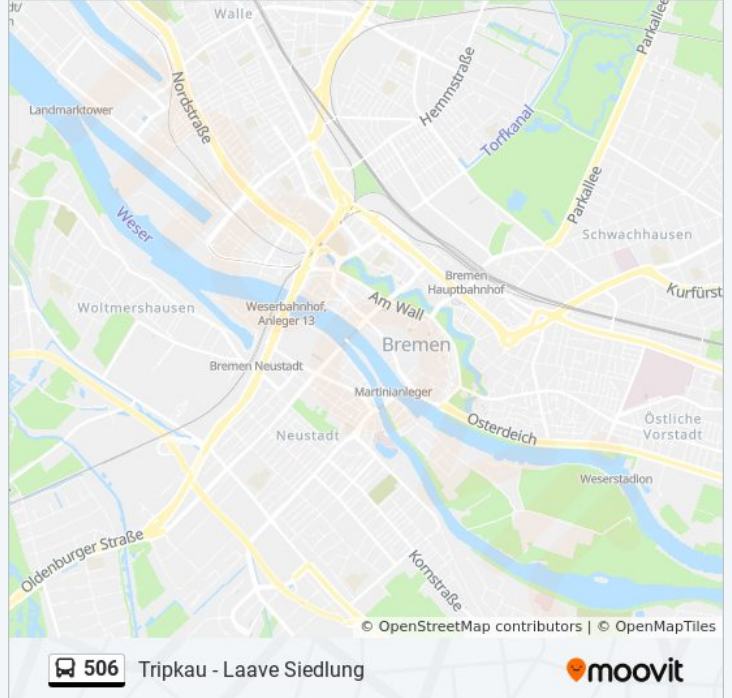 dt/
Walle
Parkallee
Hemmstraße
Nordstraße
Landmarktower
Torfkanal
Parkallee
Weser
Schwachhausen
Bremen
Hauptbahnhof
Kurfürst
Am Wall
Woltmershausen
Weserbahnhof,
Anleger 13
Bremen
Bremen Neustadt
Martinianleger
Osterdeich
Östliche
Vorstadt
Neustadt
Weserstadion
Oldenburger Straße
Kornstraße
© OpenStreetMap contributors | © OpenMapTiles
506 Tripkau - Laave Siedlung
moovit